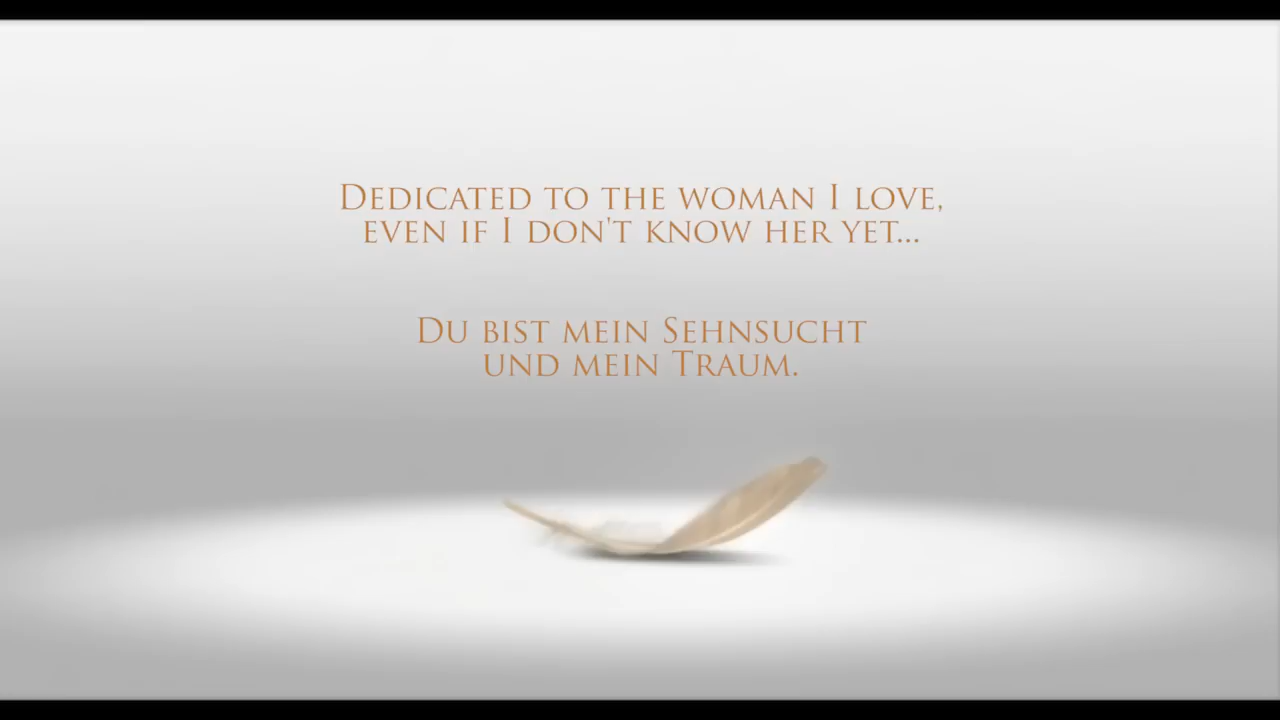 Dedicated to the woman I love,
even if I don't know her yet...
Du bist mein Sehnsucht
und mein Traum.